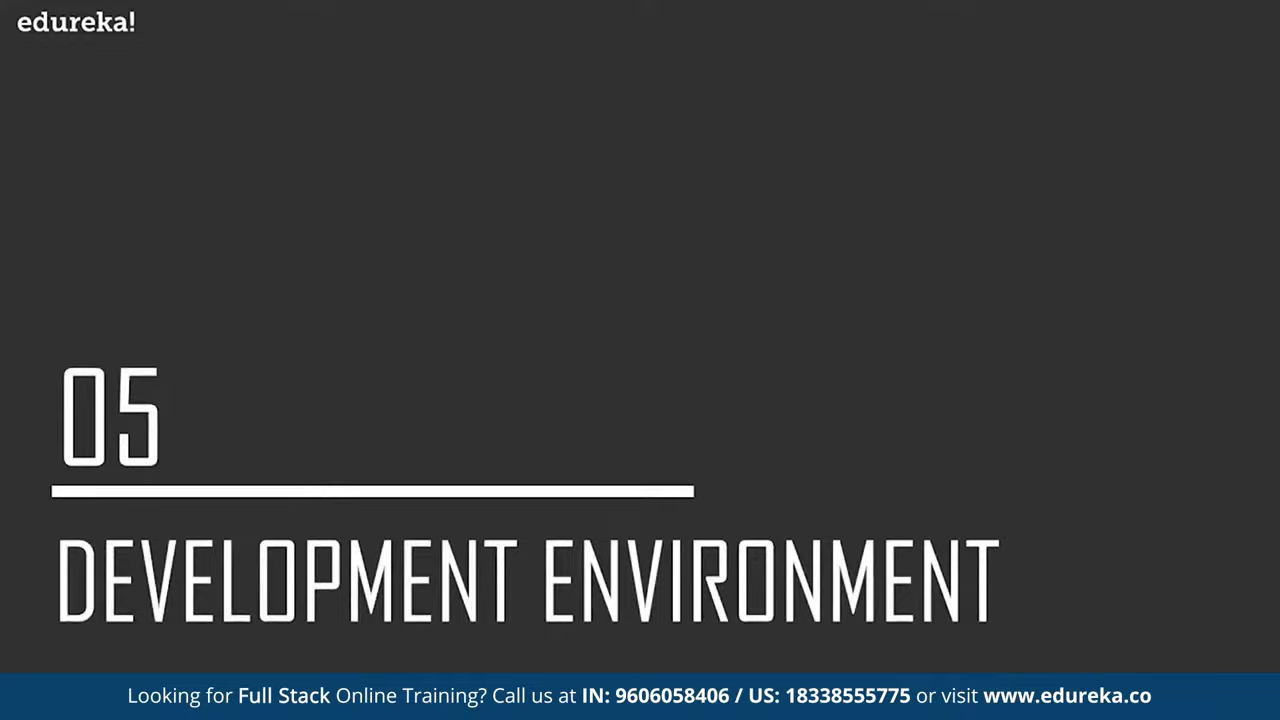 edureka!
05
DEVELOPMENT ENVIRONMENT
Looking for Full Stack Online Training? Call us at IN: 9606058406 / US: 18338555775 or visit www.edureka.co